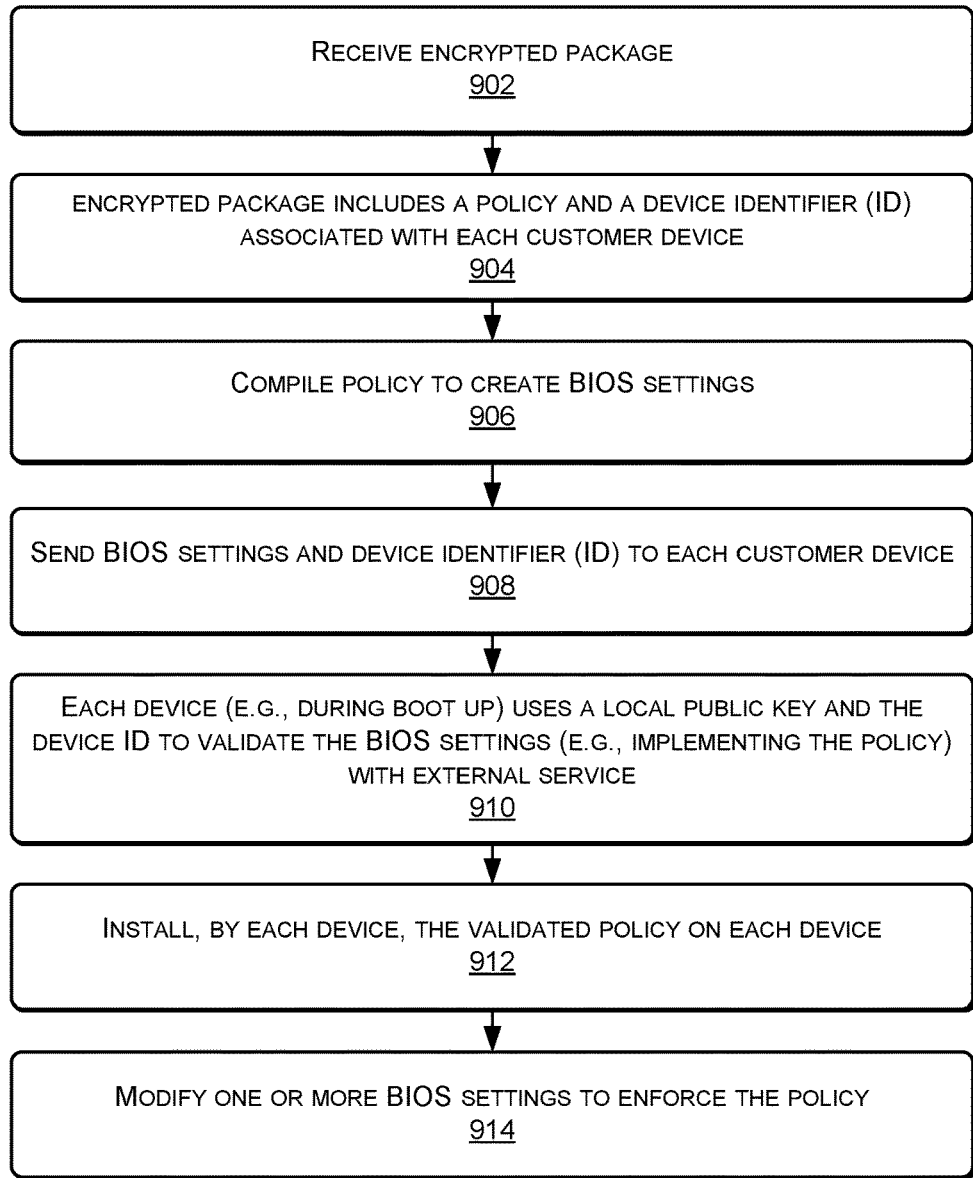 RECEIVE ENCRYPTED PACKAGE
902
ENCRYPTED PACKAGE INCLUDES A POLICY AND A DEVICE IDENTIFIER (ID)
ASSOCIATED WITH EACH CUSTOMER DEVICE
904
COMPILE POLICY TO CREATE BIOS SETTINGS
906
SEND BIOS SETTINGS AND DEVICE IDENTIFIER (ID) TO EACH CUSTOMER DEVICE
908
EACH DEVICE (E.G., DURING BOOT UP) USES A LOCAL PUBLIC KEY AND THE
DEVICE ID TO VALIDATE THE BIOS SETTINGS (E.G., IMPLEMENTING THE POLICY)
WITH EXTERNAL SERVICE
910
INSTALL, BY EACH DEVICE, THE VALIDATED POLICY ON EACH DEVICE
912
MODIFY ONE OR MORE BIOS SETTINGS TO ENFORCE THE POLICY
914